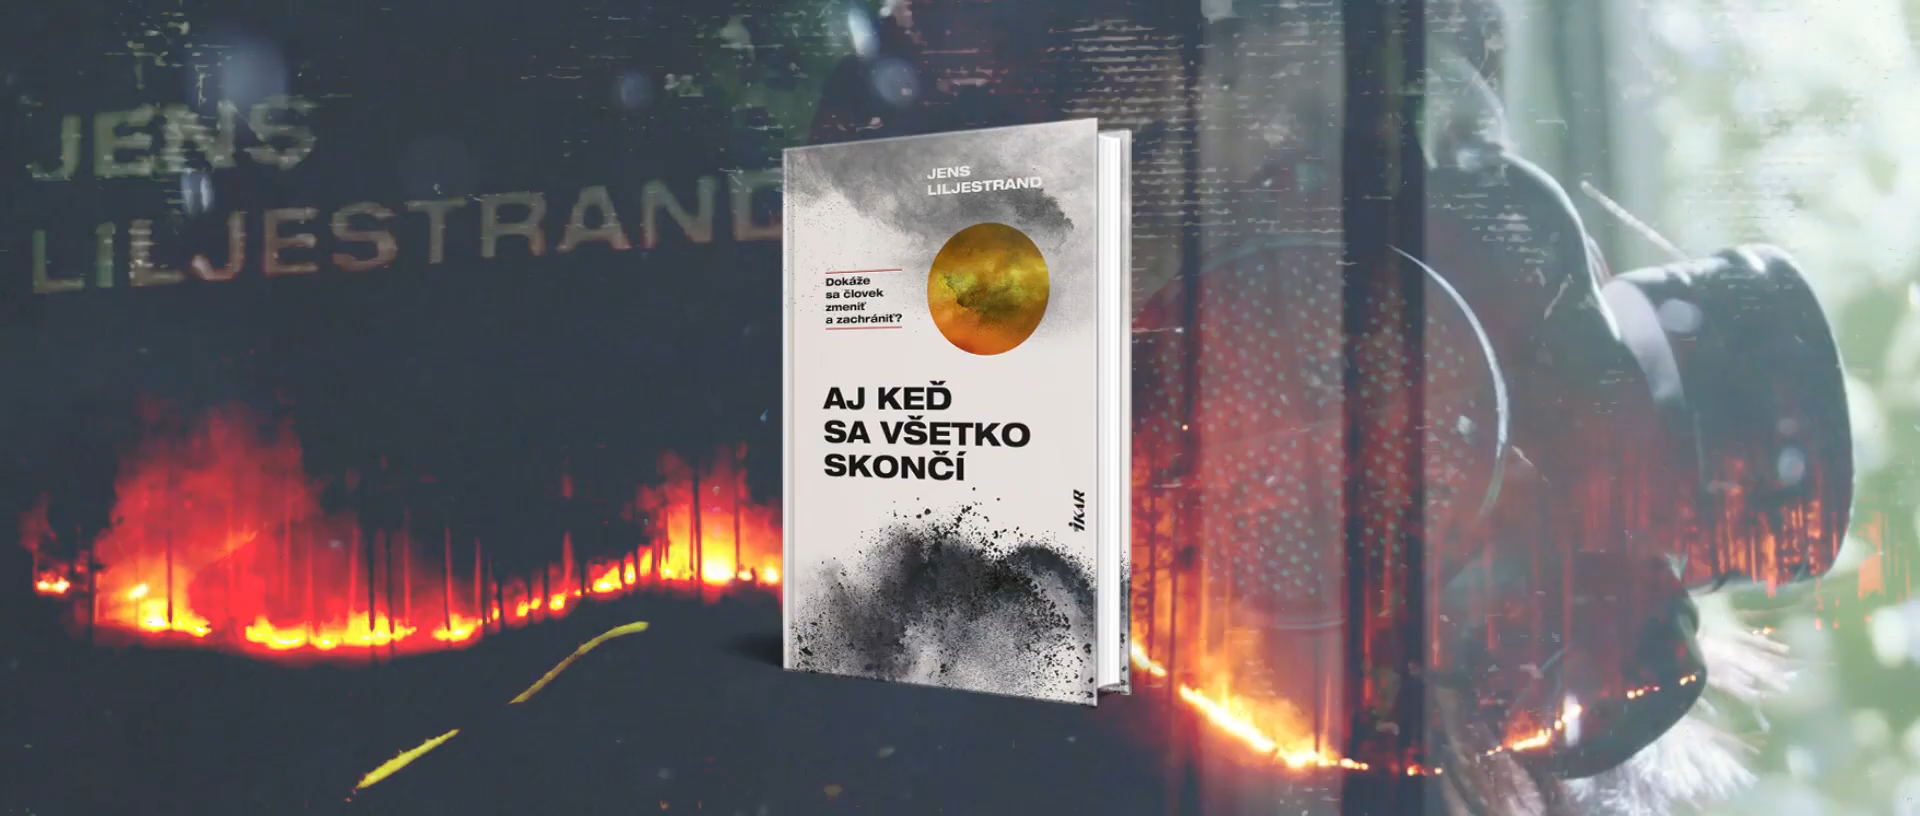 JENS
LILJESTRAND
JENS
LILJESTRAND
Dokáže
sa človek
zmeniť
a zachrániť?
AJ KEĎ
SA VŠETKO
SKONČÍ
IKAR